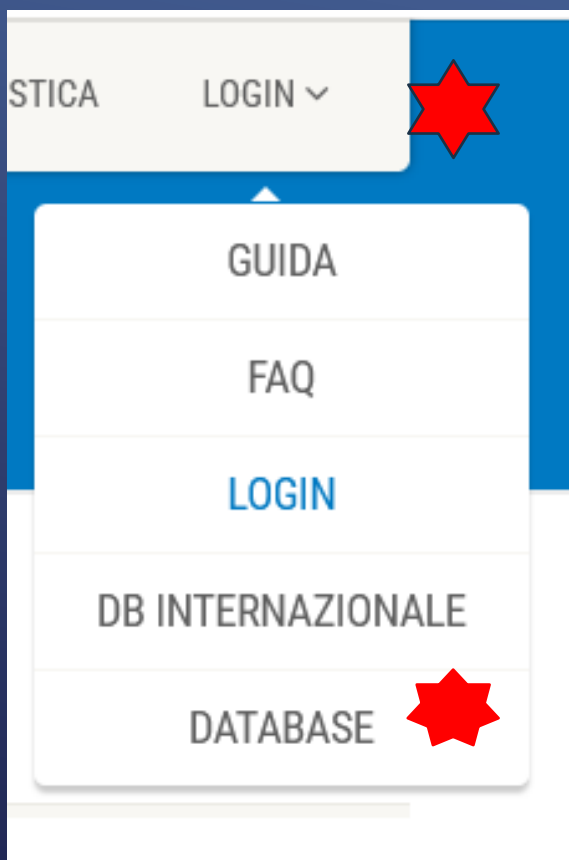 STICA LOGIN
GUIDA
FAQ
LOGIN
DB INTERNAZIONALE
DATABASE